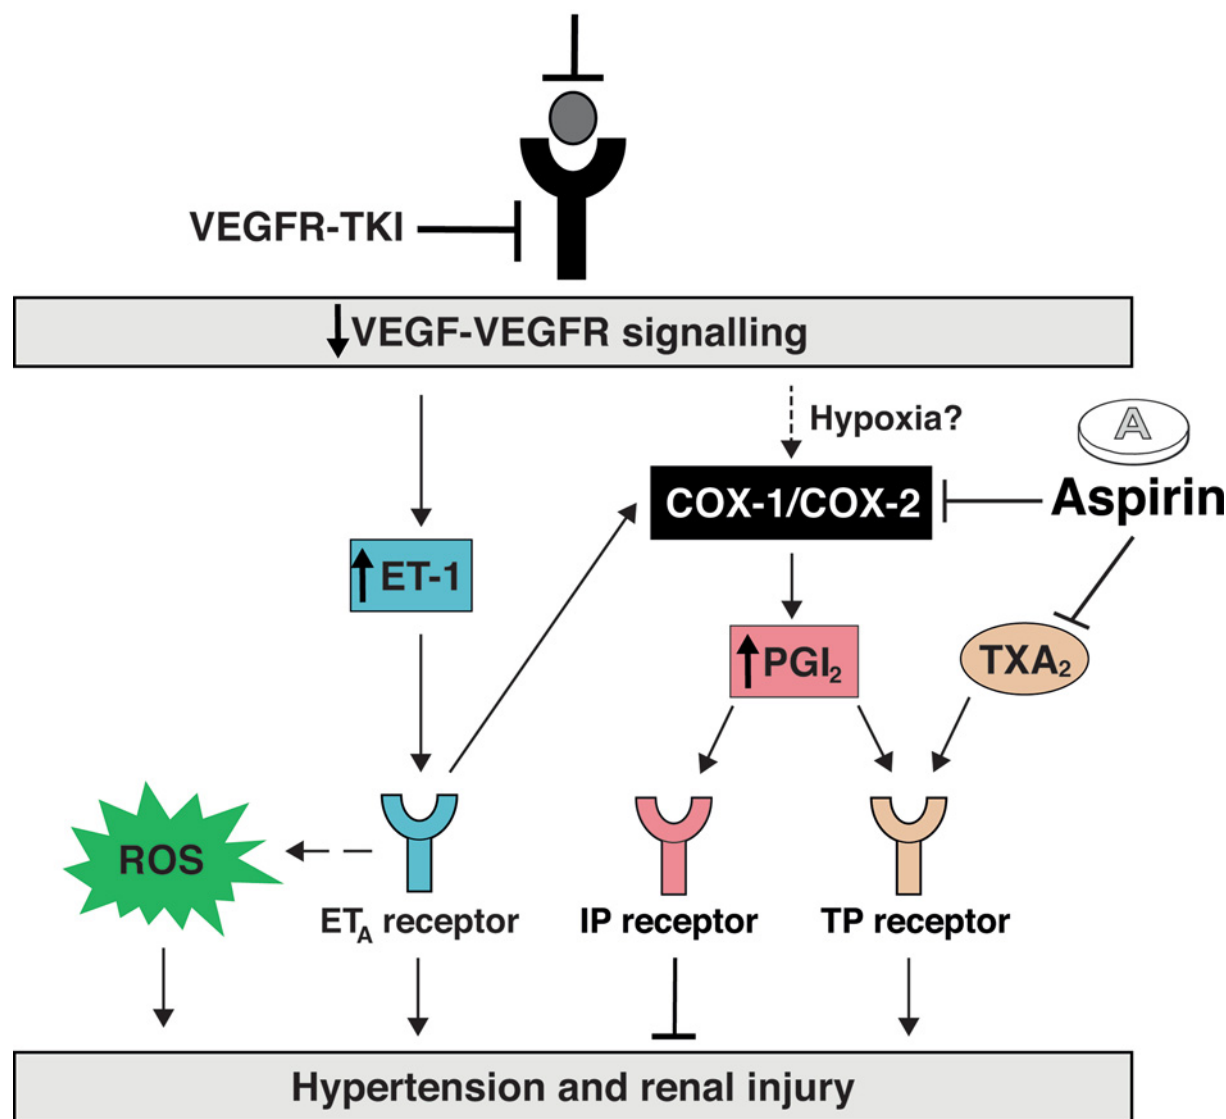 VEGFR-TKI
↓VEGF-VEGFR signalling
Hypoxia?
A
COX-1/COX-2
Aspirin
↑ET-1
↑PGI₂
TXA₂
ROS
ET_A receptor
IP receptor
TP receptor
Hypertension and renal injury